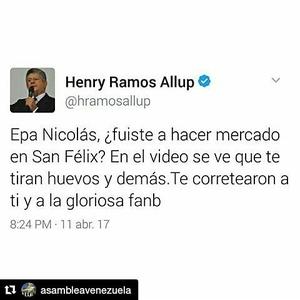 Henry Ramos Allup
@hramosallup
Epa Nicolás, ¿fuiste a hacer mercado
en San Félix? En el video se ve que te
tiran huevos y demás.Te corretearon a
ti y a la gloriosa fanb
8:24 PM · 11 abr. 17
asambleavenezuela